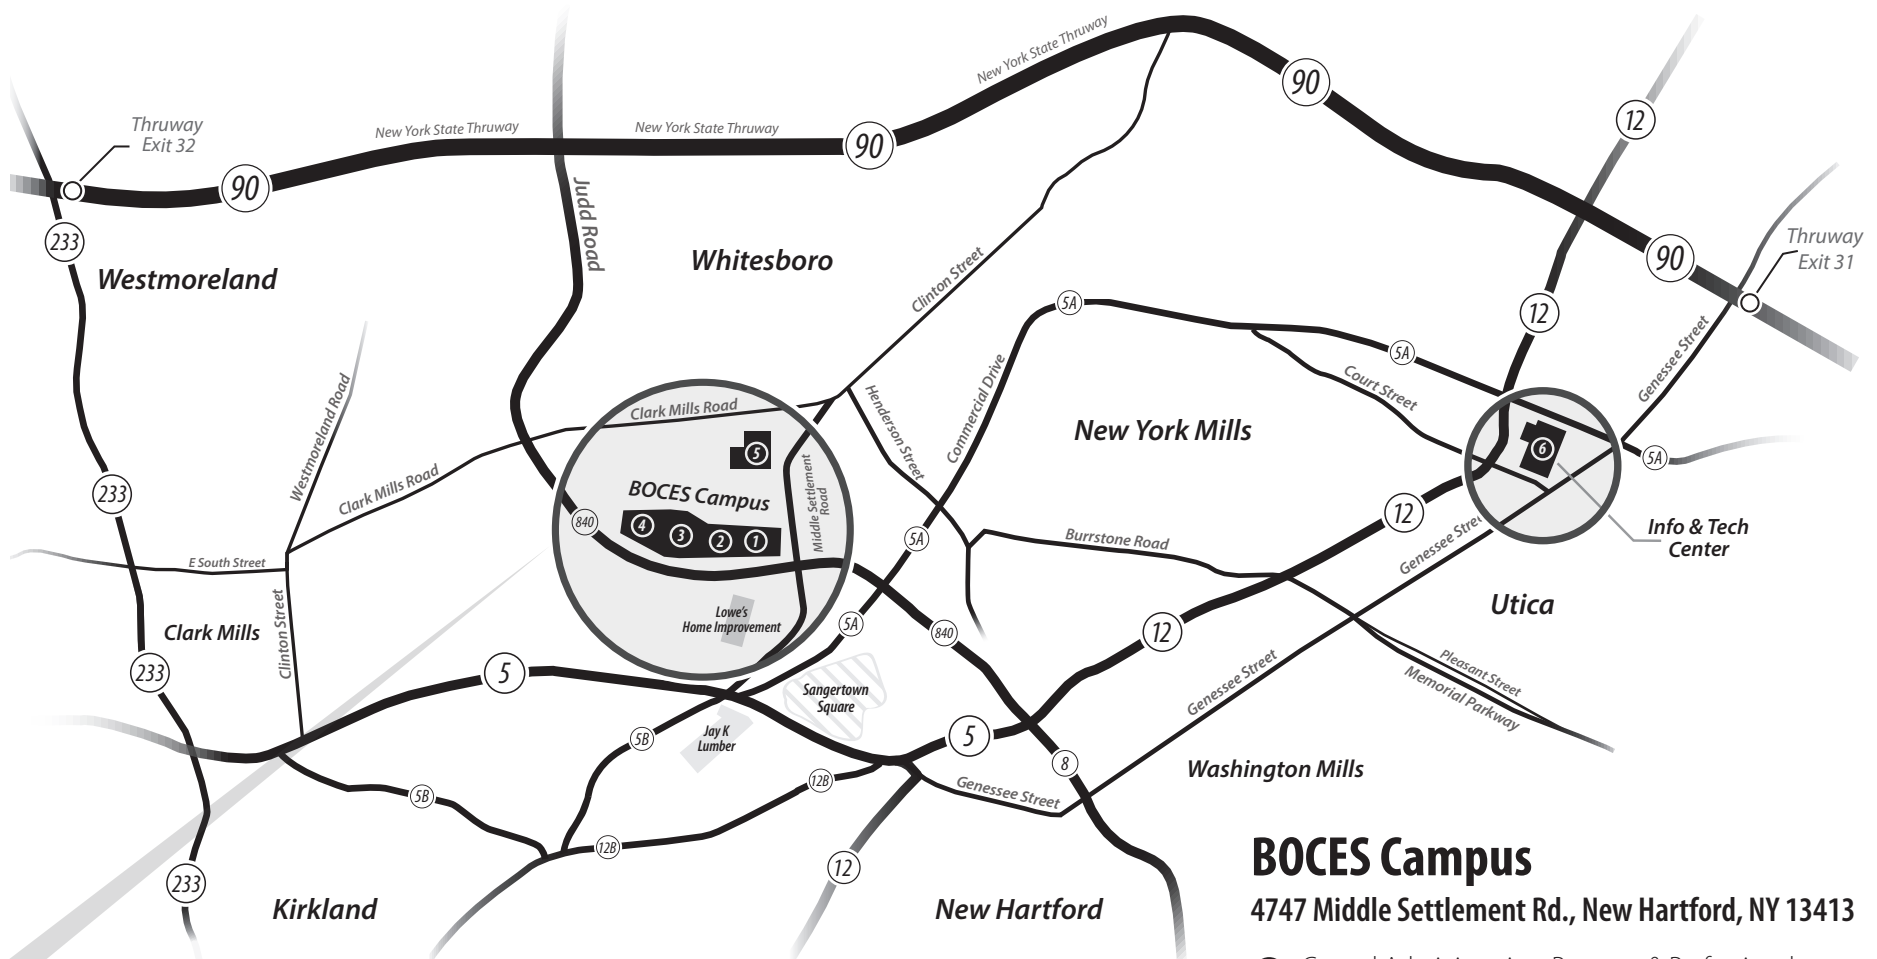 New York State Thruway
90
12
Thruway
Exit 32
New York State Thruway
New York State Thruway
90
90
Judd Road
233
Westmoreland
Whitesboro
Clinton Street
Thruway
Exit 31
90
5A
12
5A
Genessee Street
Court Street
Commercial Drive
Henderson Street
Westmoreland Road
Clark Mills Road
Clark Mills Road
New York Mills
5
6
5A
BOCES Campus
Middle Settlement
Road
233
840
4
3
2
1
12
5A
Burrstone Road
Genessee Street
Info & Tech
Center
E South Street
Utica
Clinton Street
Clark Mills
Lowe's
Home Improvement
5A
840
12
233
5
Pleasant Street
Memorial Parkway
Genessee Street
Sangertown
Square
Jay K
Lumber
5B
5
8
Washington Mills
5B
12B
Genessee Street
12B
12
233
Kirkland
New Hartford
BOCES Campus
4747 Middle Settlement Rd., New Hartford, NY 13413